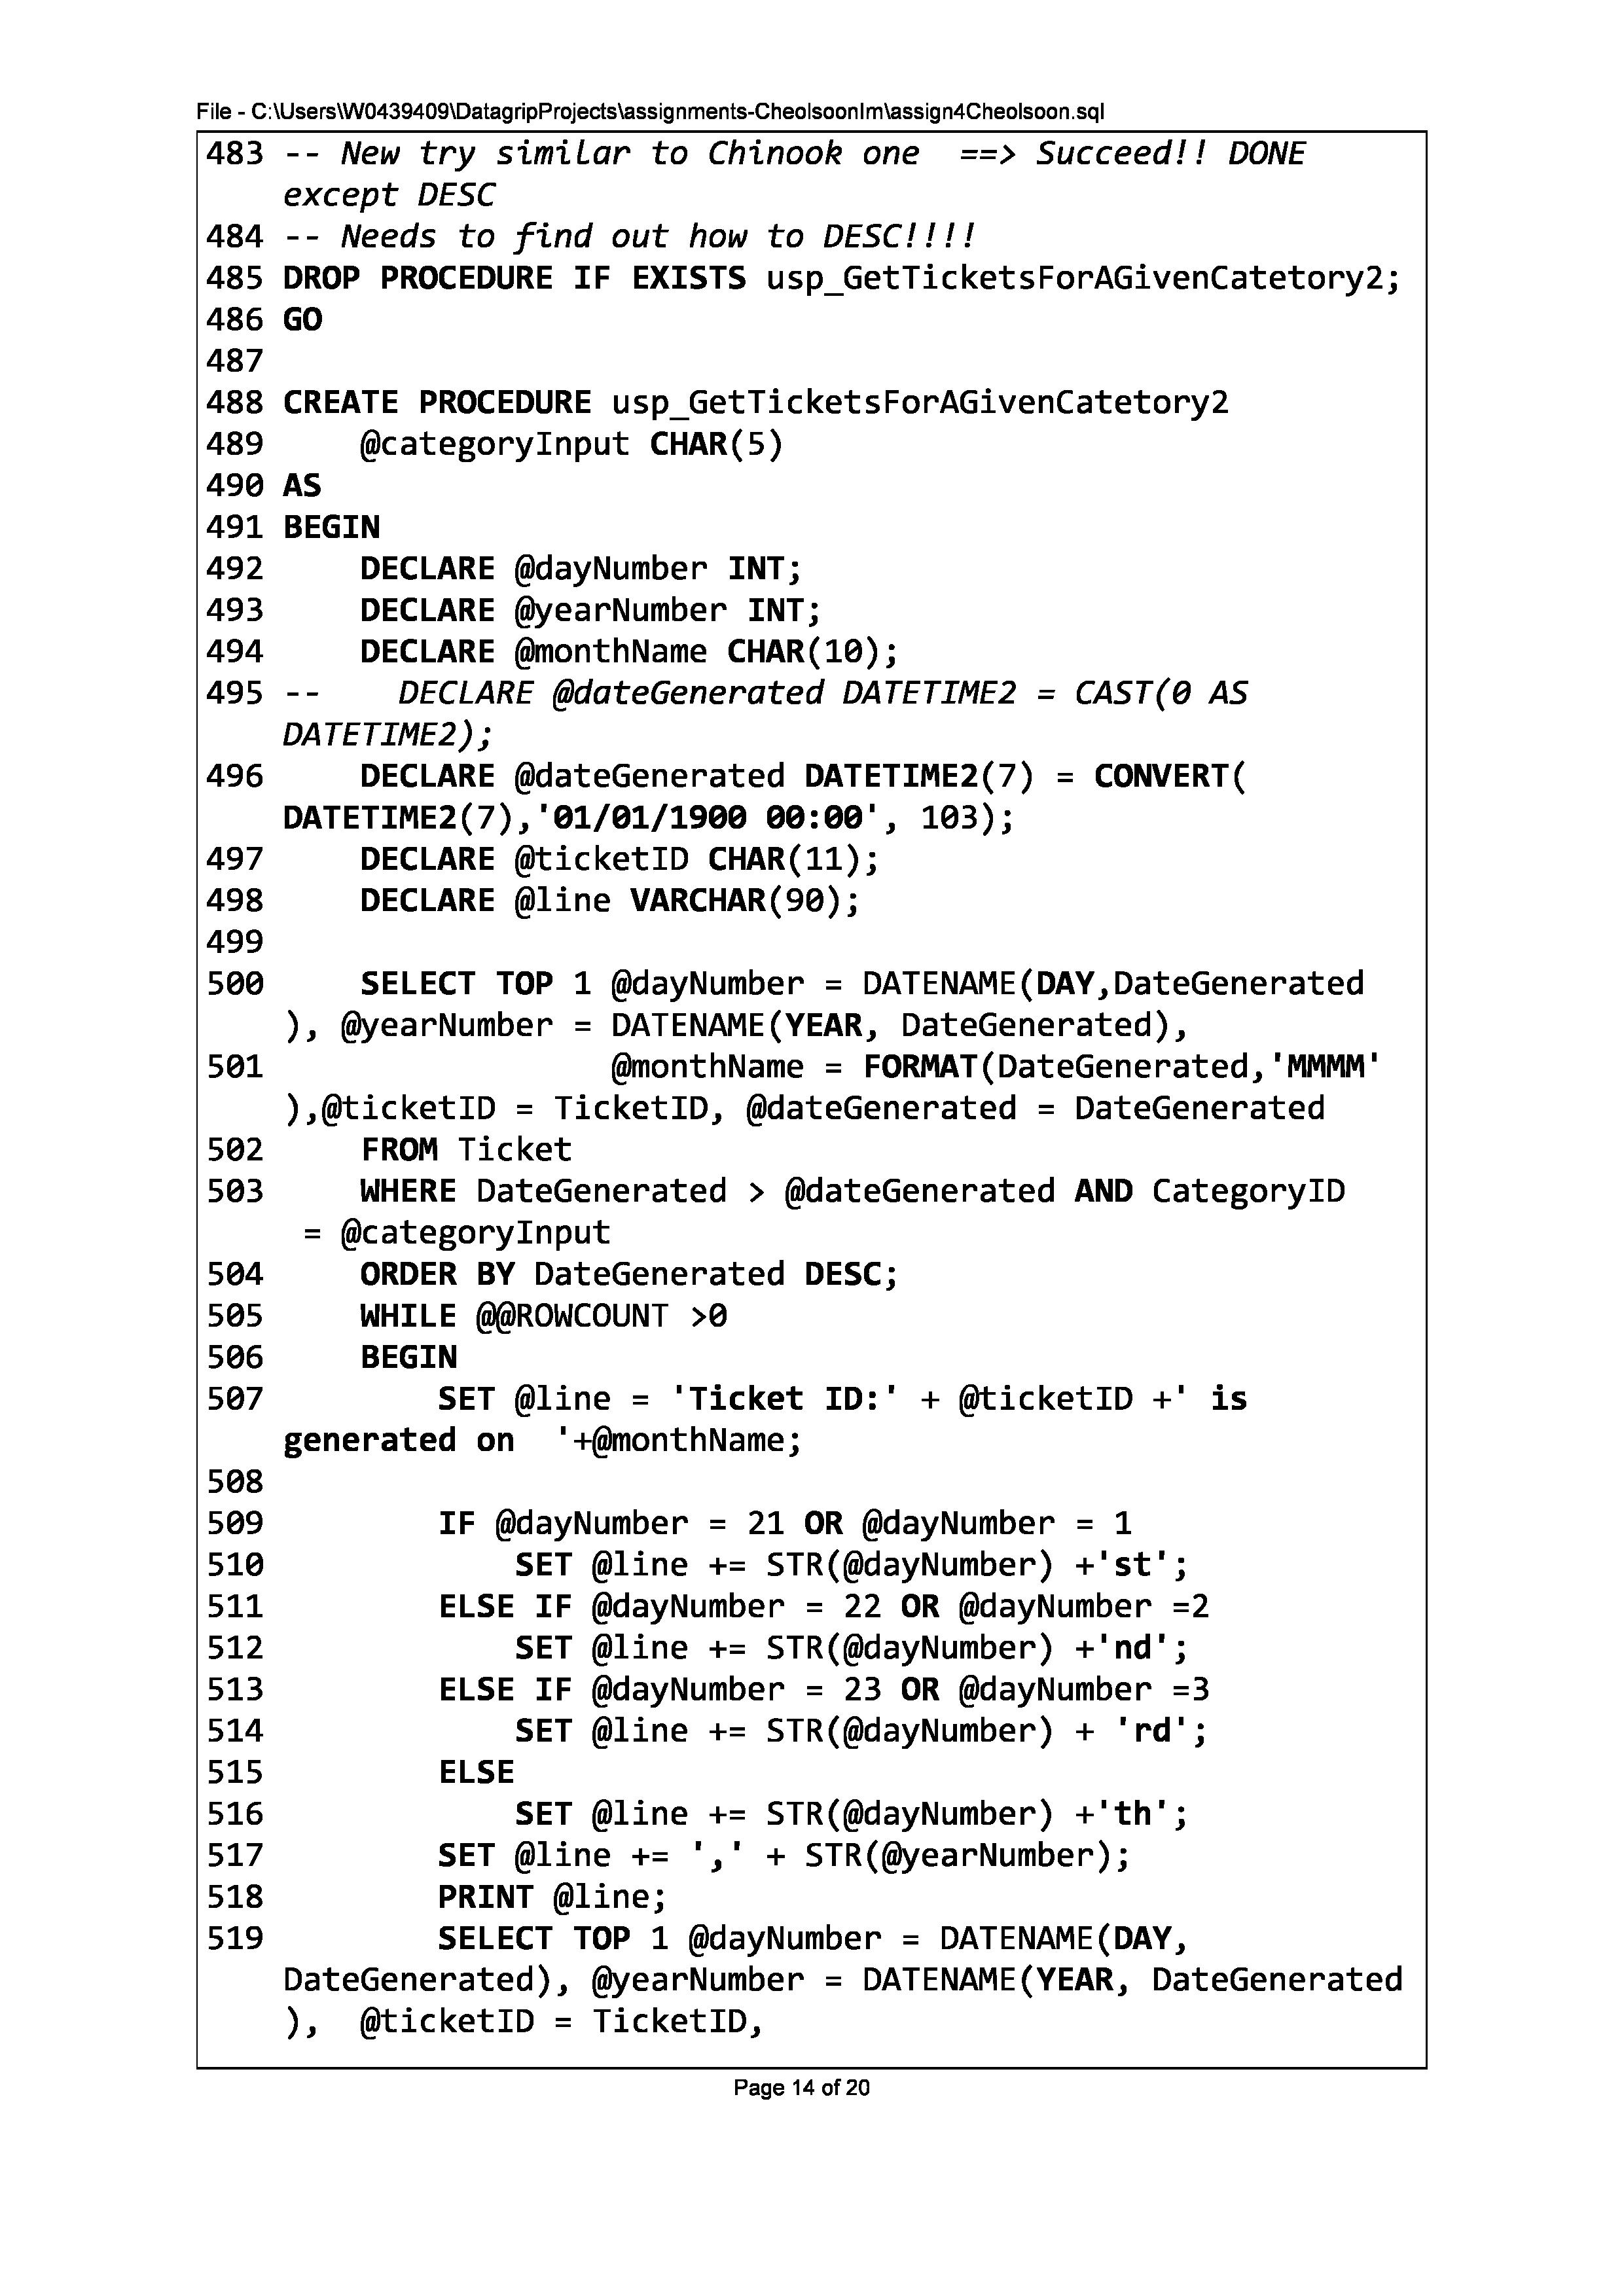 File - C:\Users\W0439409\DatagripProjects\assignments-CheolsoonIm\assign4Cheolsoon.sql
483 -- New try similar to Chinook one  ==> Succeed!! DONE
except DESC
484 -- Needs to find out how to DESC!!!!
485 DROP PROCEDURE IF EXISTS usp_GetTicketsForAGivenCatetory2;
486 GO
487
488 CREATE PROCEDURE usp_GetTicketsForAGivenCatetory2
489     @categoryInput CHAR(5)
490 AS
491 BEGIN
492     DECLARE @dayNumber INT;
493     DECLARE @yearNumber INT;
494     DECLARE @monthName CHAR(10);
495 --    DECLARE @dateGenerated DATETIME2 = CAST(0 AS
DATETIME2);
496     DECLARE @dateGenerated DATETIME2(7) = CONVERT(
DATETIME2(7),'01/01/1900 00:00', 103);
497     DECLARE @ticketID CHAR(11);
498     DECLARE @line VARCHAR(90);
499
500     SELECT TOP 1 @dayNumber = DATENAME(DAY,DateGenerated
), @yearNumber = DATENAME(YEAR, DateGenerated),
501                  @monthName = FORMAT(DateGenerated,'MMMM'
),@ticketID = TicketID, @dateGenerated = DateGenerated
502     FROM Ticket
503     WHERE DateGenerated > @dateGenerated AND CategoryID
= @categoryInput
504     ORDER BY DateGenerated DESC;
505     WHILE @@ROWCOUNT >0
506     BEGIN
507         SET @line = 'Ticket ID:' + @ticketID +' is
generated on  '+@monthName;
508
509         IF @dayNumber = 21 OR @dayNumber = 1
510             SET @line += STR(@dayNumber) +'st';
511         ELSE IF @dayNumber = 22 OR @dayNumber =2
512             SET @line += STR(@dayNumber) +'nd';
513         ELSE IF @dayNumber = 23 OR @dayNumber =3
514             SET @line += STR(@dayNumber) + 'rd';
515         ELSE
516             SET @line += STR(@dayNumber) +'th';
517         SET @line += ',' + STR(@yearNumber);
518         PRINT @line;
519         SELECT TOP 1 @dayNumber = DATENAME(DAY,
DateGenerated), @yearNumber = DATENAME(YEAR, DateGenerated
),  @ticketID = TicketID,
Page 14 of 20